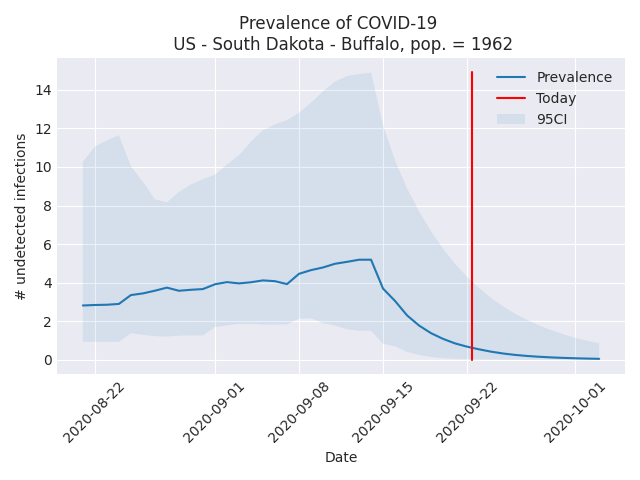 Prevalence of COVID-19
US - South Dakota - Buffalo, pop. = 1962
Prevalence
Today
95CI
# undetected infections
14
12
10
8
6
4
2
0
2020-08-22
2020-09-01
2020-09-08
2020-09-15
2020-09-22
2020-10-01
Date